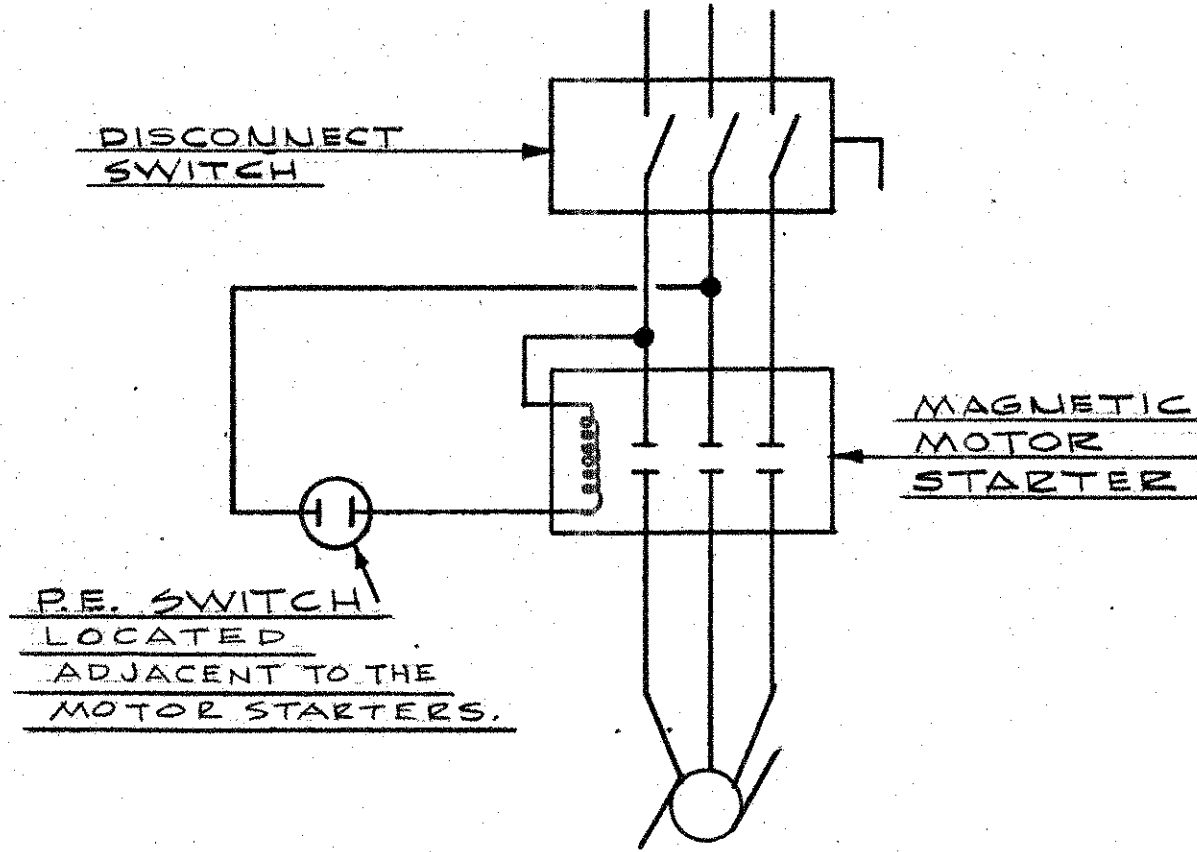 DISCONNECT
SWITCH
MAGNETIC
MOTOR
STARTER
P.E. SWITCH
LOCATED
ADJACENT TO THE
MOTOR STARTERS.